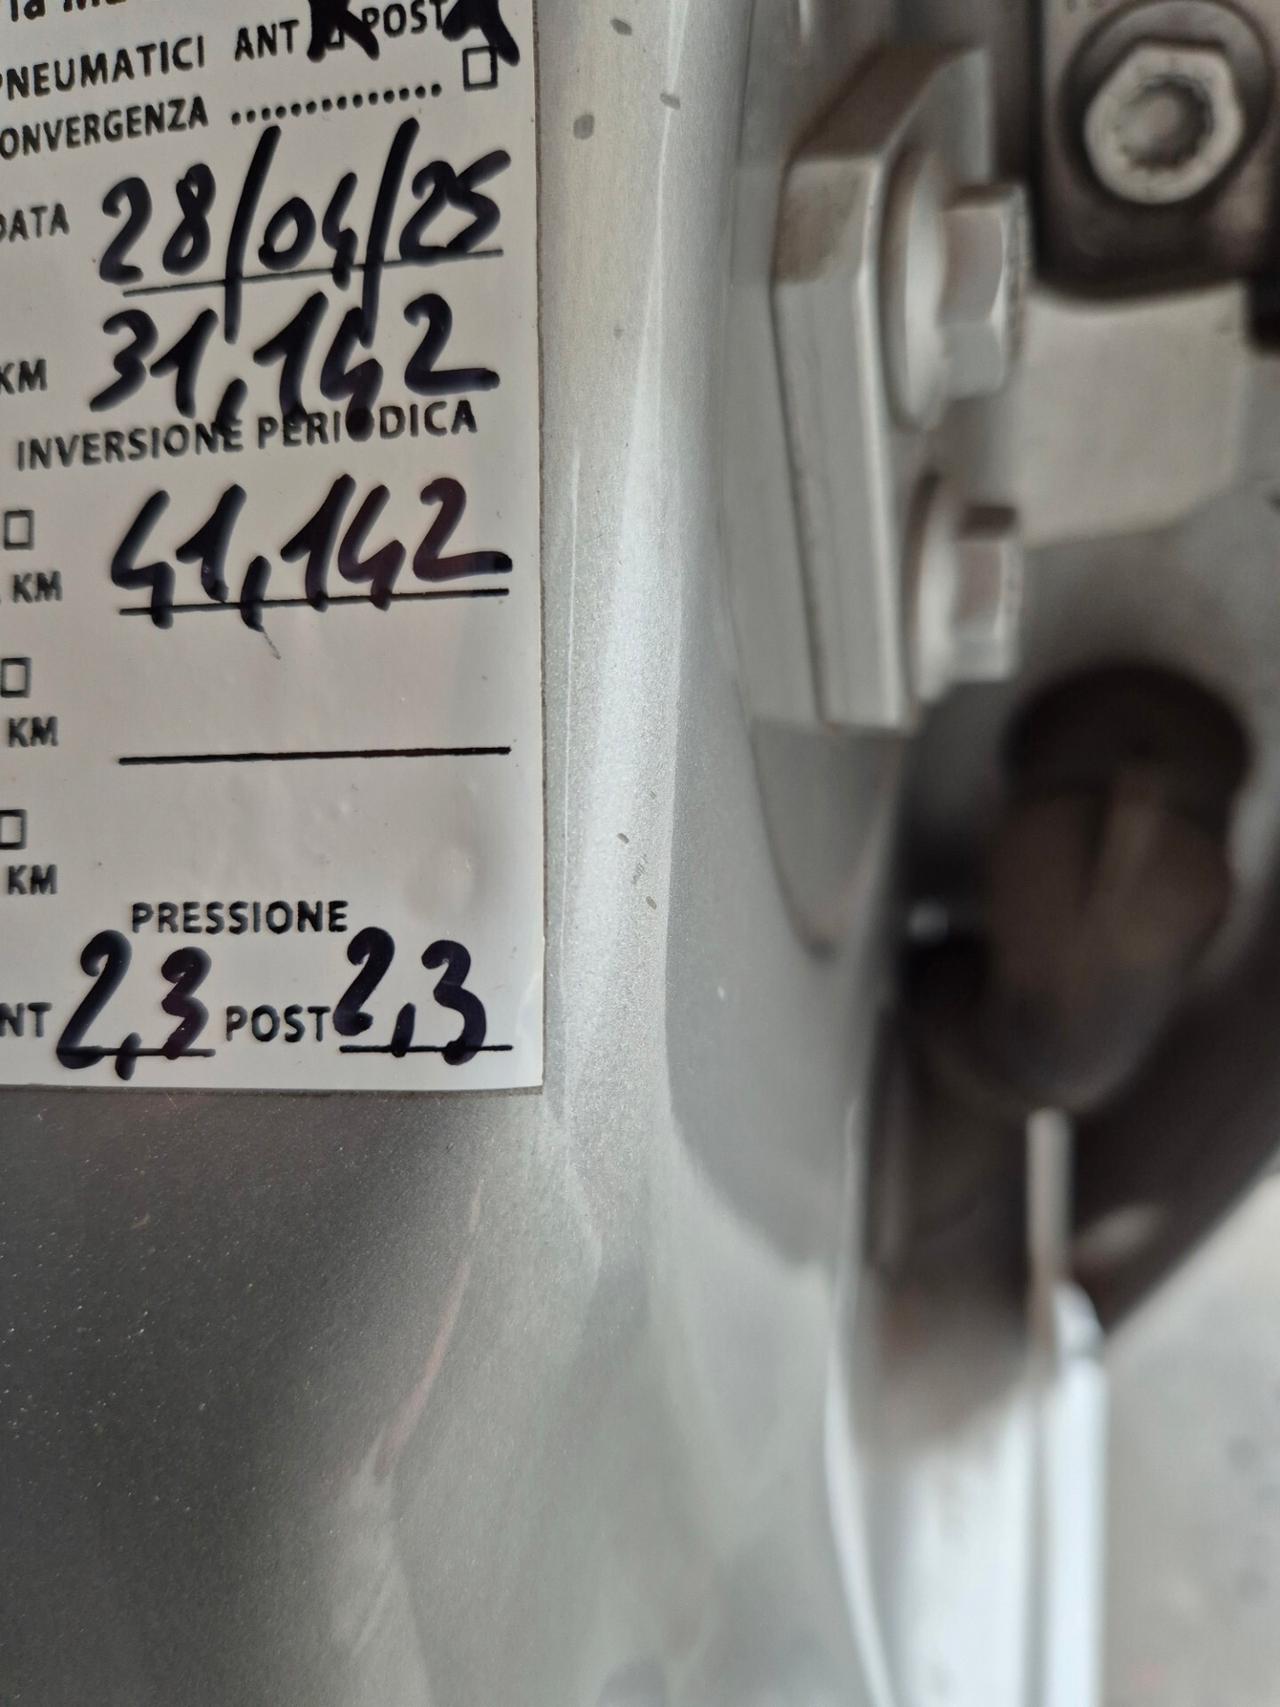 PNEUMATICI ANT POST
ONVERGENZA ..............
DATA 28/04/25
KM 31,142
INVERSIONE PERIODICA
KM 41,142
KM
KM
PRESSIONE
NT 2,3 POST 2,3